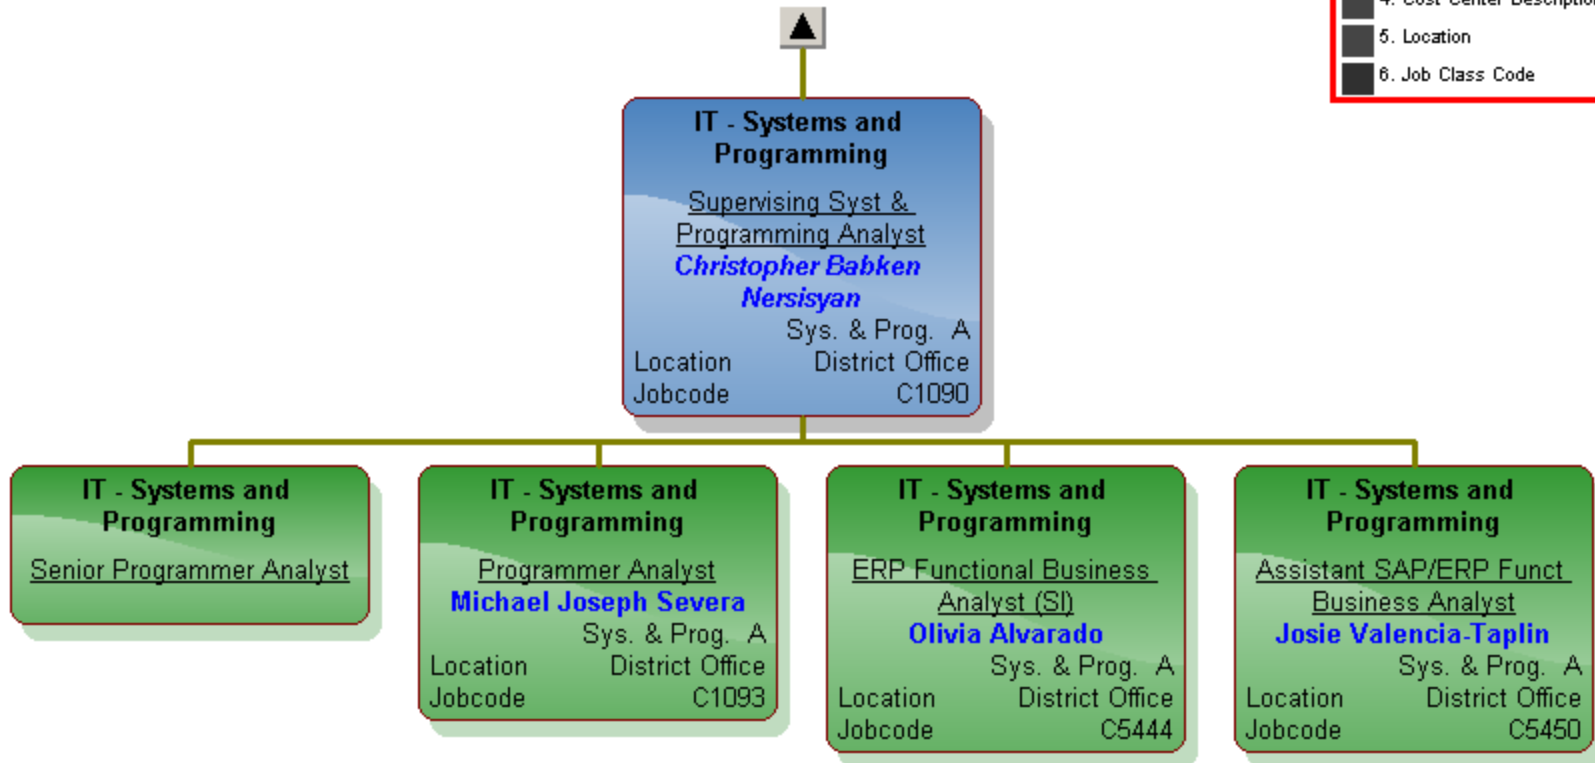 4. Cost Center Description
5. Location
6. Job Class Code
IT - Systems and
Programming
Supervising Syst &
Programming Analyst
Christopher Babken
Nersisyan
Sys. & Prog. A
Location District Office
Jobcode C1090
IT - Systems and
Programming
Senior Programmer Analyst
IT - Systems and
Programming
Programmer Analyst
Michael Joseph Severa
Sys. & Prog. A
Location District Office
Jobcode C1093
IT - Systems and
Programming
ERP Functional Business
Analyst (SI)
Olivia Alvarado
Sys. & Prog. A
Location District Office
Jobcode C5444
IT - Systems and
Programming
Assistant SAP/ERP Funct
Business Analyst
Josie Valencia-Taplin
Sys. & Prog. A
Location District Office
Jobcode C5450